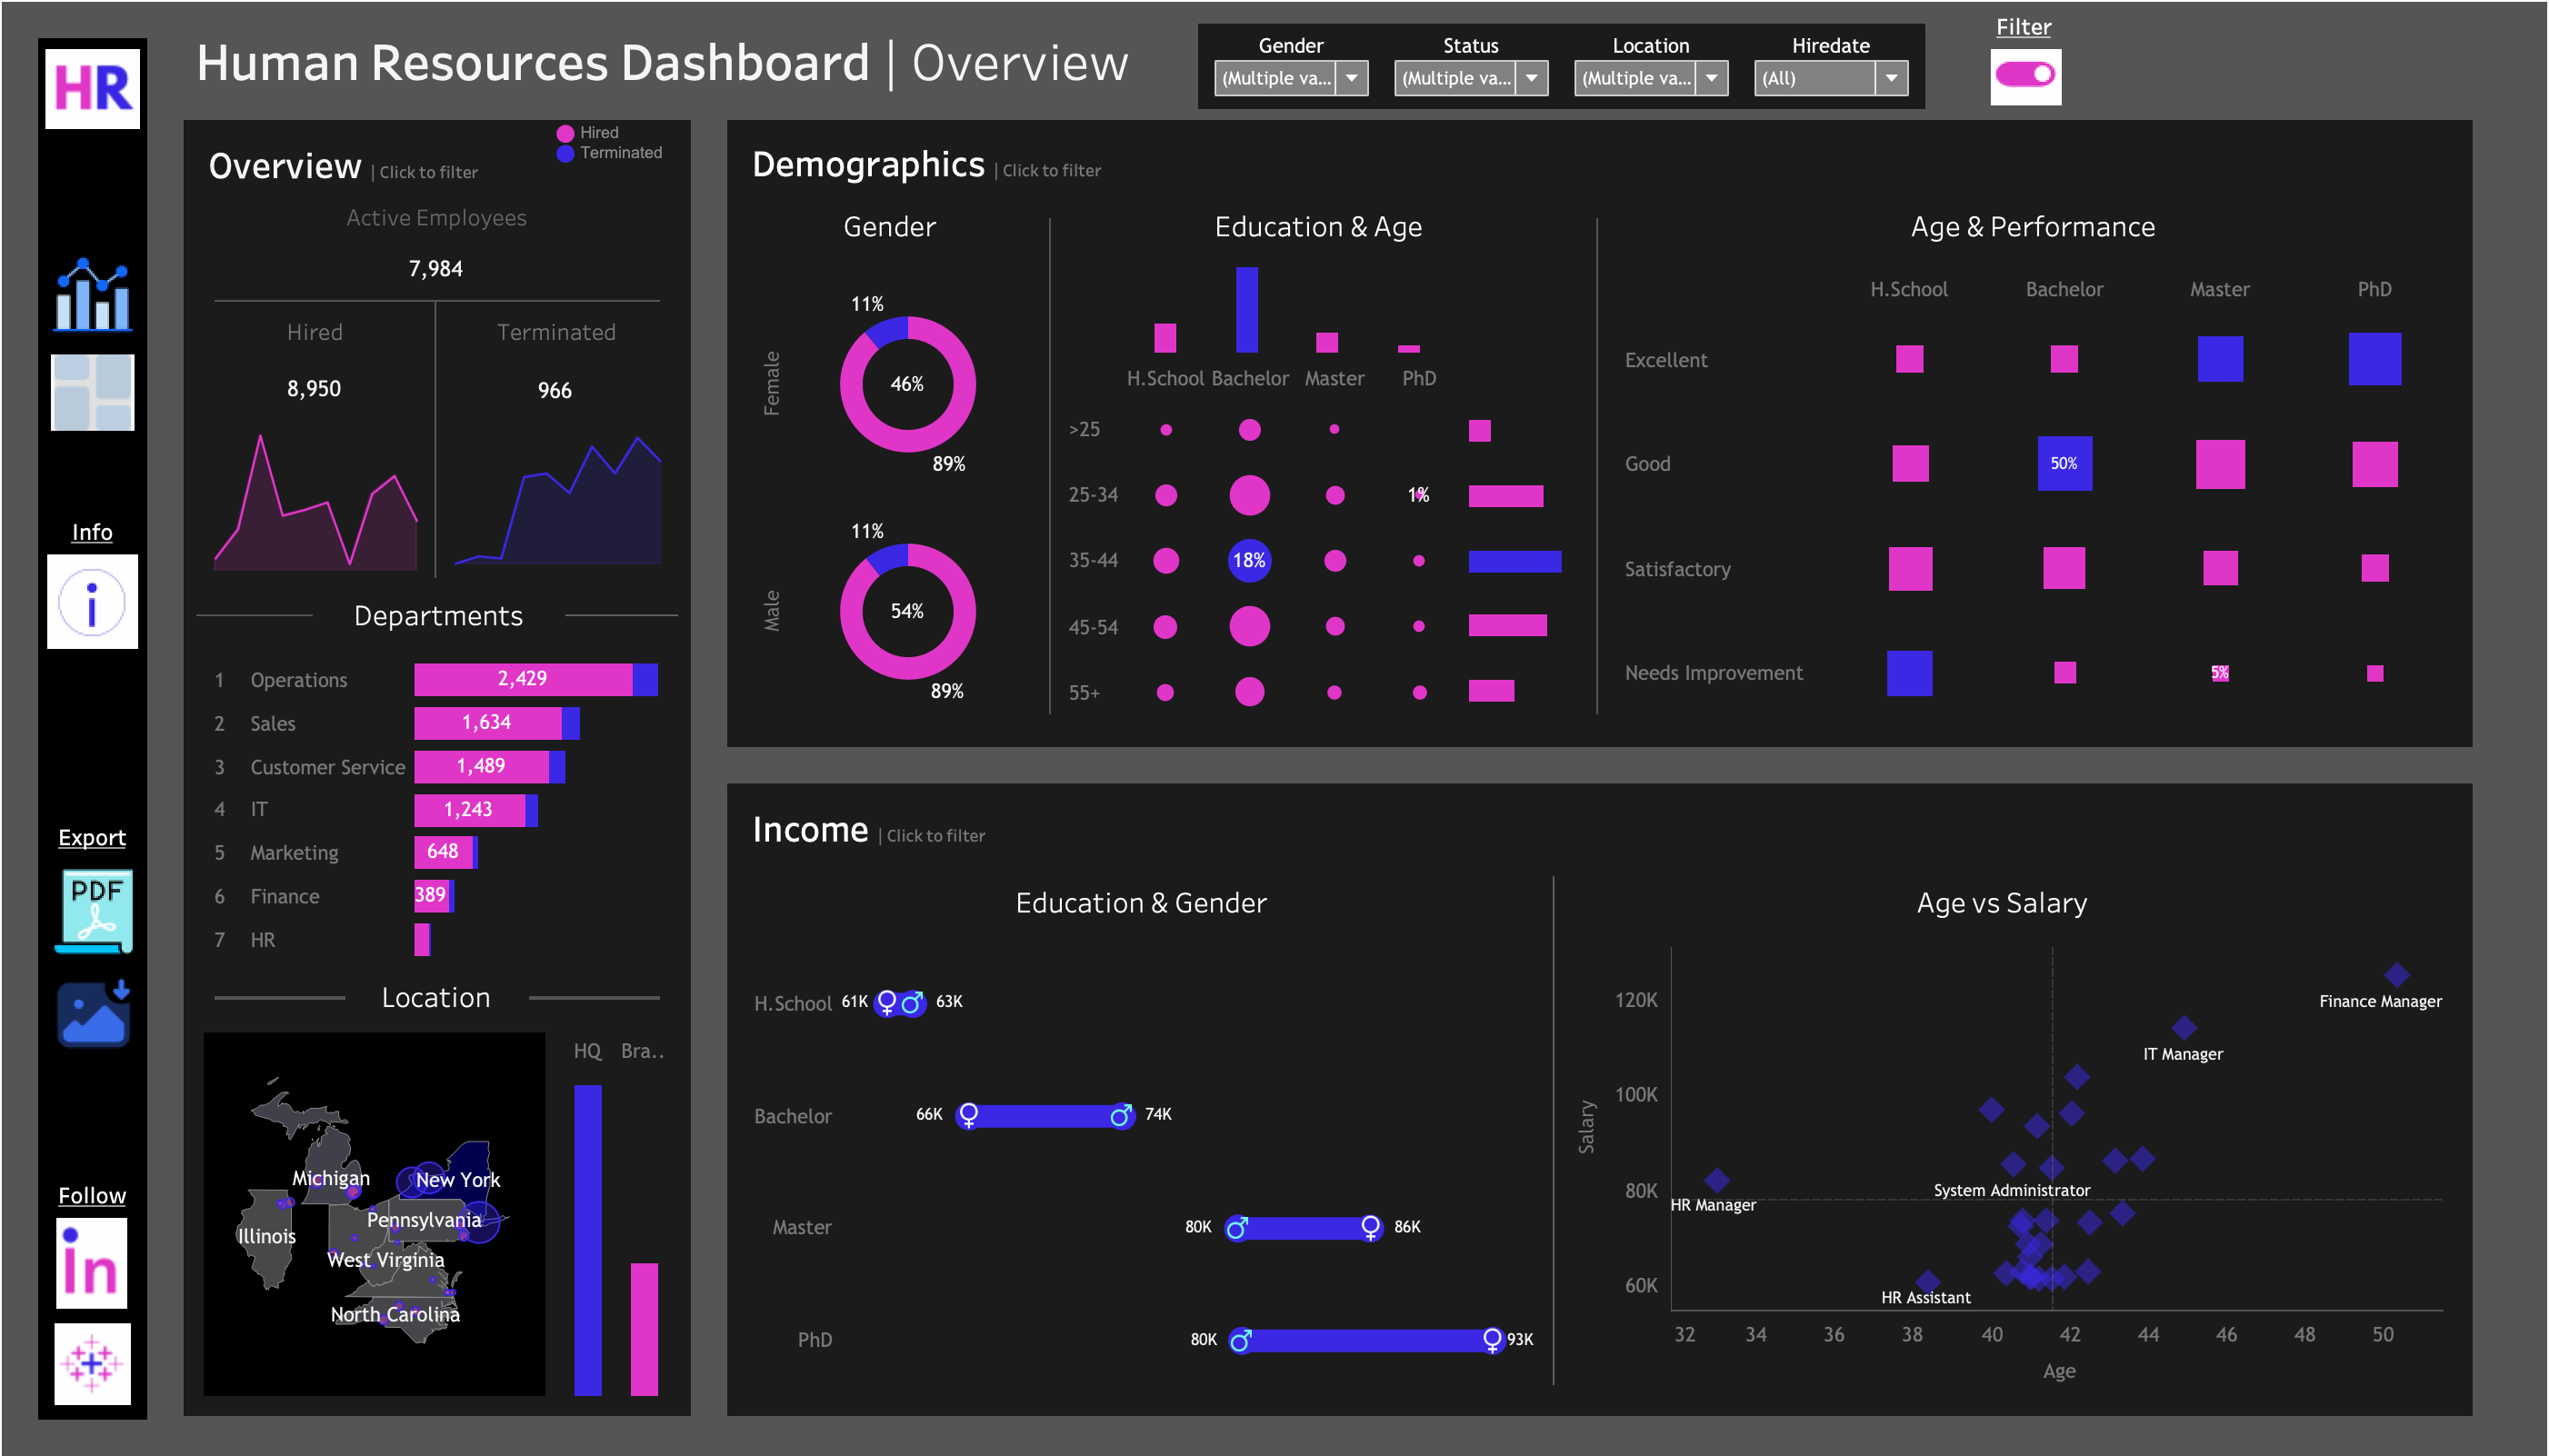 HR
Human Resources Dashboard | Overview
Gender
Status
Location
Hiredate
(Multiple va...
(Multiple va...
(Multiple va...
(All)
Filter
Info
Export
PDF
Follow
in
Overview | Click to filter
Hired
Terminated
Active Employees
7,984
Hired
Terminated
8,950
966
Departments
1 Operations 2,429
2 Sales 1,634
3 Customer Service 1,489
4 IT 1,243
5 Marketing 648
6 Finance 389
7 HR
Location
HQ Bra..
Michigan
New York
Pennsylvania
Illinois
West Virginia
North Carolina
Demographics | Click to filter
Gender
Female
11%
46%
89%
Male
11%
54%
89%
Education & Age
H.School Bachelor Master PhD
>25
25-34 1%
35-44 18%
45-54
55+
Age & Performance
H.School Bachelor Master PhD
Excellent
Good 50%
Satisfactory
Needs Improvement 5%
Income | Click to filter
Education & Gender
H.School 61K 63K
Bachelor 66K 74K
Master 80K 86K
PhD 80K 93K
Age vs Salary
Salary
120K
100K
80K
60K
Finance Manager
IT Manager
System Administrator
HR Manager
HR Assistant
32 34 36 38 40 42 44 46 48 50
Age